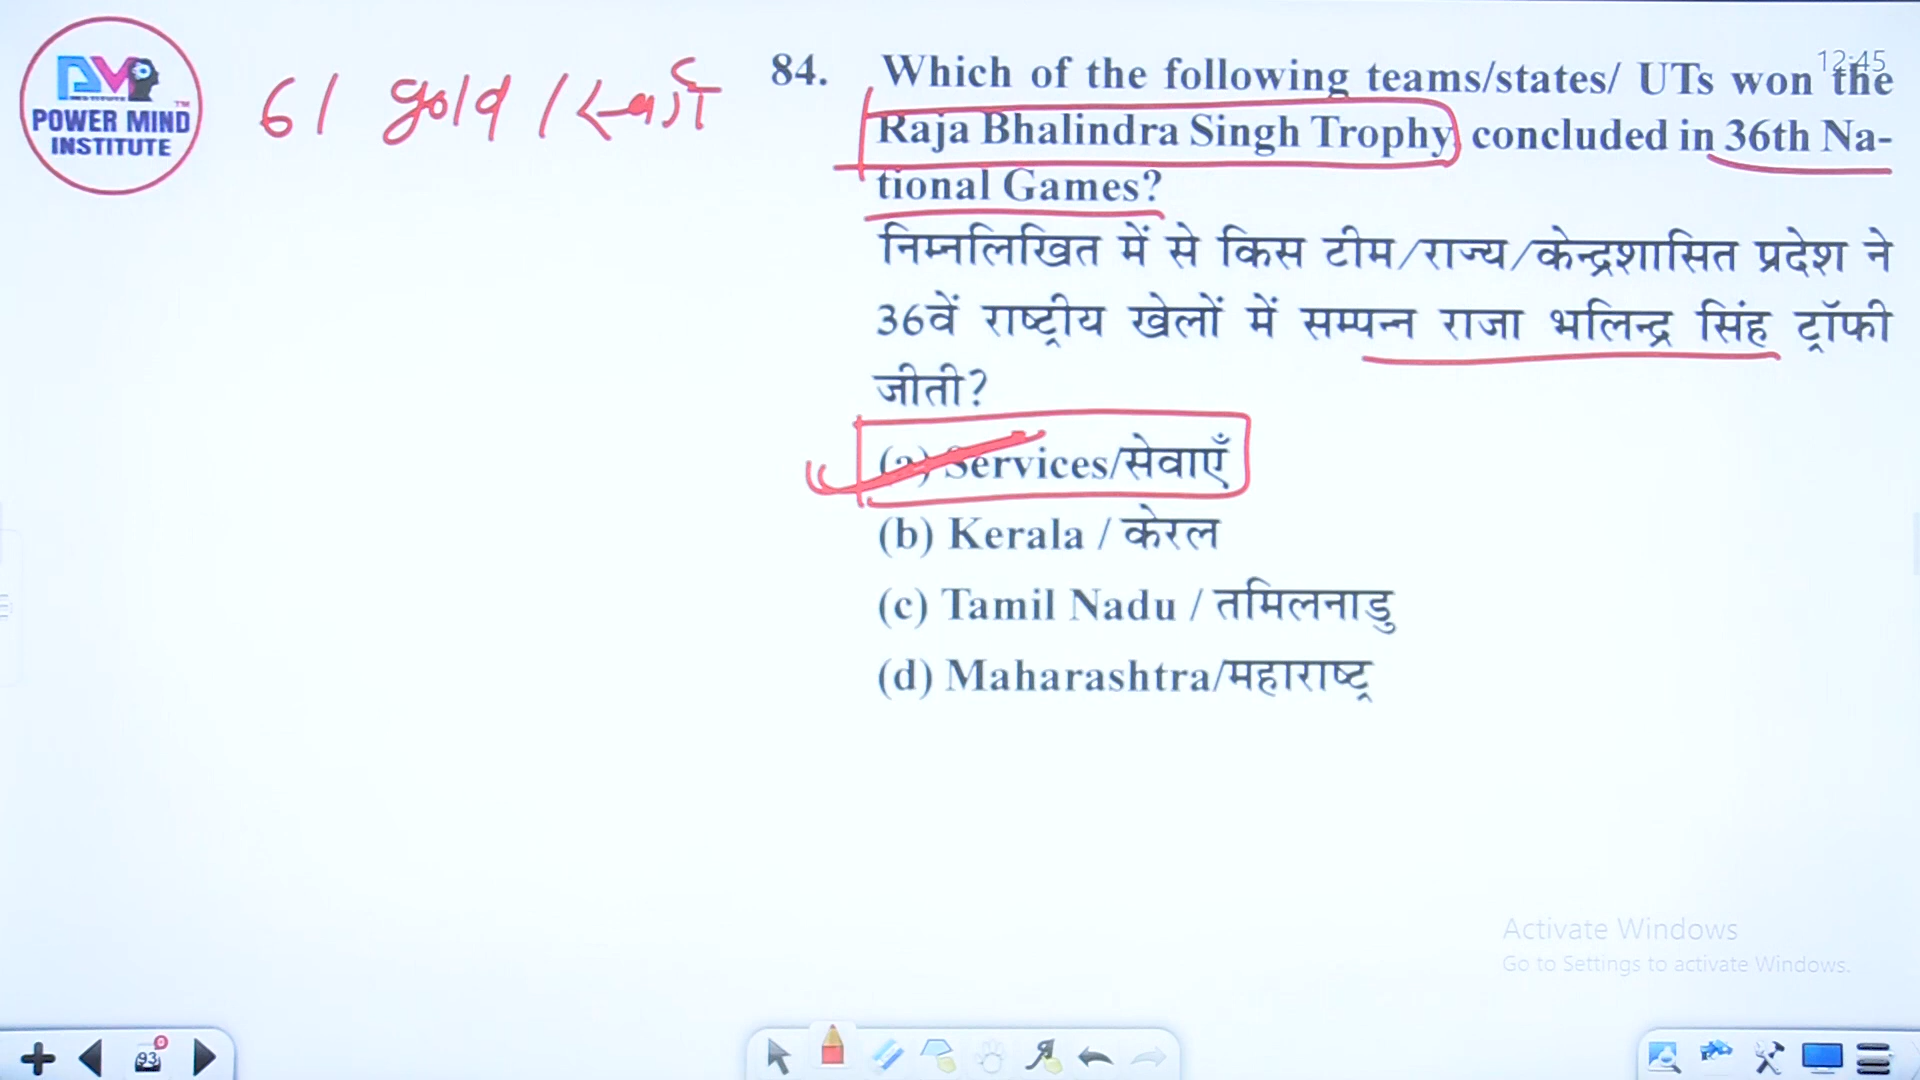 POWER MIND
INSTITUTE
61 gold / स्वर्ण
12:45
84. Which of the following teams/states/ UTs won the
Raja Bhalindra Singh Trophy, concluded in 36th Na-
tional Games?
निम्नलिखित में से किस टीम/राज्य/केन्द्रशासित प्रदेश ने
36वें राष्ट्रीय खेलों में सम्पन्न राजा भलिन्द्र सिंह ट्रॉफी
जीती?
(a) Services/सेवाएँ
(b) Kerala / केरल
(c) Tamil Nadu / तमिलनाडु
(d) Maharashtra/महाराष्ट्र
Activate Windows
Go to Settings to activate Windows.
93